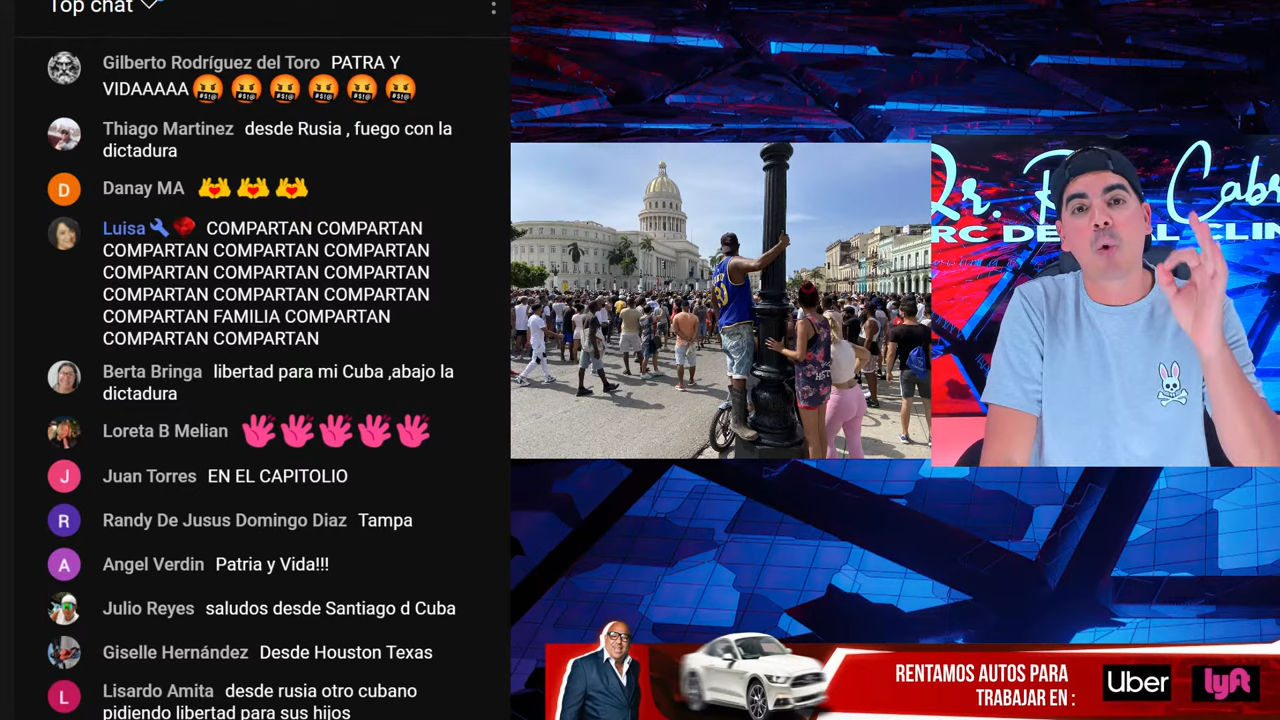 Top chat
Gilberto Rodríguez del Toro PATRA Y
VIDAAAAA
Thiago Martinez desde Rusia , fuego con la
dictadura
D
Danay MA
Luisa COMPARTAN COMPARTAN
COMPARTAN COMPARTAN COMPARTAN
COMPARTAN COMPARTAN COMPARTAN
COMPARTAN COMPARTAN COMPARTAN
COMPARTAN FAMILIA COMPARTAN
COMPARTAN COMPARTAN
Berta Bringa libertad para mi Cuba ,abajo la
dictadura
Loreta B Melian
J
Juan Torres EN EL CAPITOLIO
R
Randy De Jusus Domingo Diaz Tampa
A
Angel Verdin Patria y Vida!!!
Julio Reyes saludos desde Santiago d Cuba
Giselle Hernández Desde Houston Texas
L
Lisardo Amita desde rusia otro cubano
pidiendo libertad para sus hijos
RENTAMOS AUTOS PARA
TRABAJAR EN :
Uber
lyft